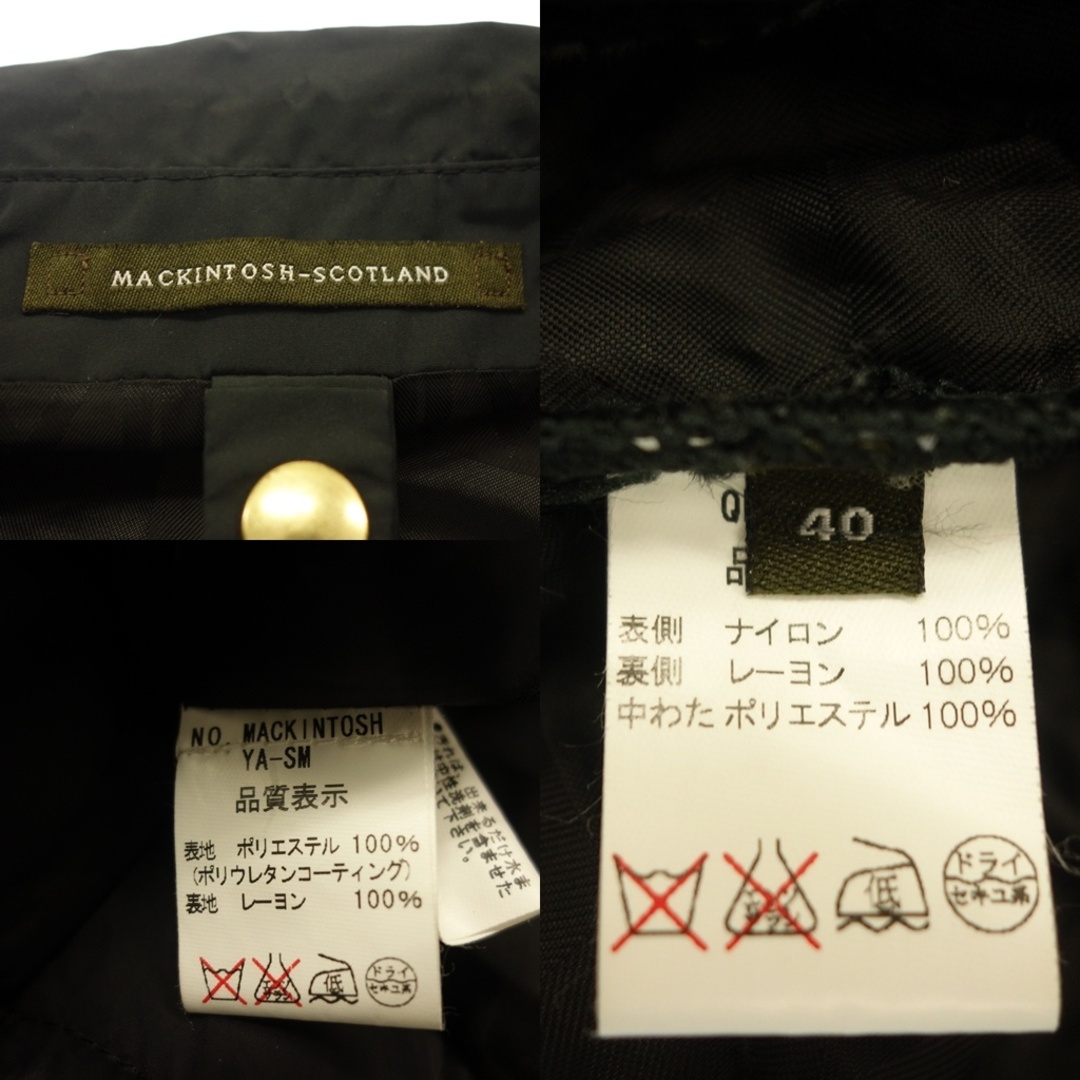 MACKINTOSH-SCOTLAND
40
Q
品
表側 ナイロン 100%
裏側 レーヨン 100%
中わた ポリエステル 100%
低
ドライ
セキユ系
NO. MACKINTOSH
YA-SM
品質表示
表地 ポリエステル 100%
(ポリウレタンコーティング)
裏地 レーヨン 100%
低
ドライ
セキユ系